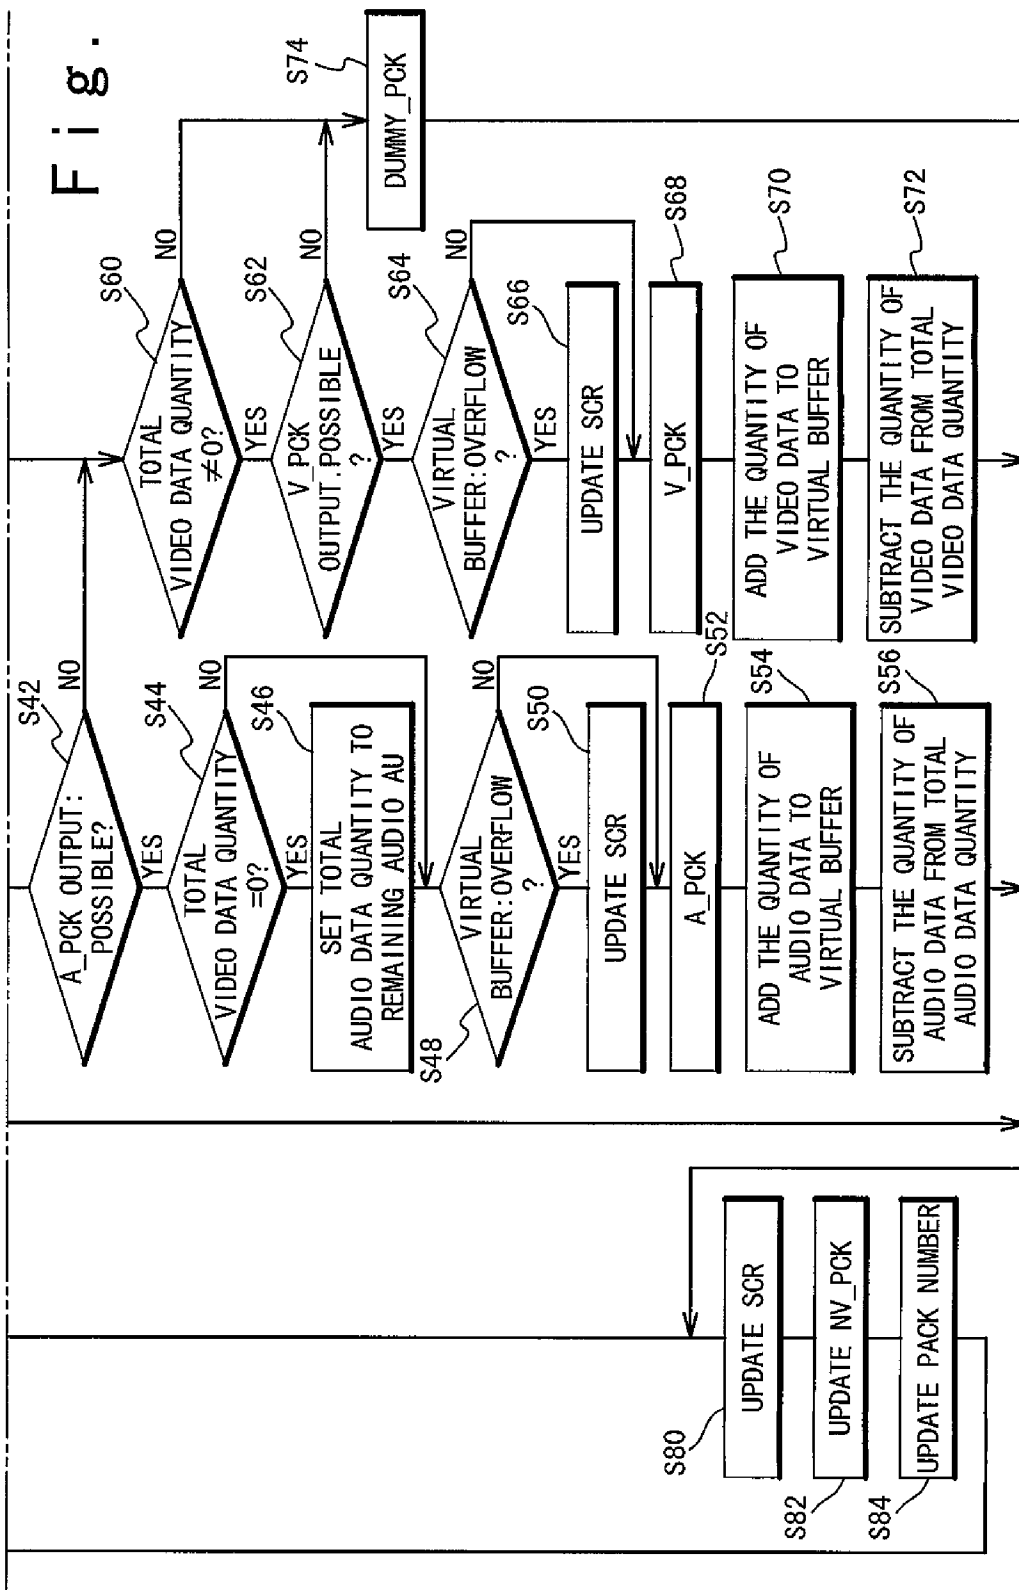 Fig.
S42
A_PCK OUTPUT:
POSSIBLE?
NO
YES
S44
TOTAL
VIDEO DATA QUANTITY
=0?
NO
YES
S46
SET TOTAL
AUDIO DATA QUANTITY TO
REMAINING AUDIO AU
S48
VIRTUAL
BUFFER:OVERFLOW
?
NO
YES
S50
UPDATE SCR
S52
A_PCK
S54
ADD THE QUANTITY OF
AUDIO DATA TO
VIRTUAL BUFFER
S56
SUBTRACT THE QUANTITY OF
AUDIO DATA FROM TOTAL
AUDIO DATA QUANTITY
S60
TOTAL
VIDEO DATA QUANTITY
≠0?
NO
YES
S62
V_PCK
OUTPUT:POSSIBLE
?
NO
YES
S64
VIRTUAL
BUFFER:OVERFLOW
?
NO
YES
S66
UPDATE SCR
S68
V_PCK
S70
ADD THE QUANTITY OF
VIDEO DATA TO
VIRTUAL BUFFER
S72
SUBTRACT THE QUANTITY OF
VIDEO DATA FROM TOTAL
VIDEO DATA QUANTITY
S74
DUMMY_PCK
S80
UPDATE SCR
S82
UPDATE NV_PCK
S84
UPDATE PACK NUMBER